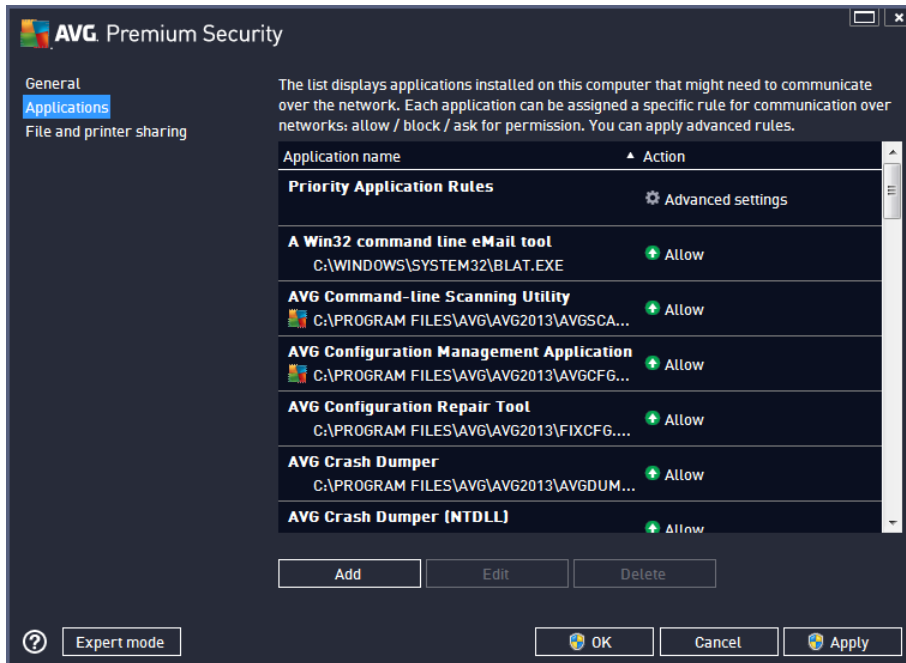 AVG. Premium Security
General
Applications
File and printer sharing
The list displays applications installed on this computer that might need to communicate
over the network. Each application can be assigned a specific rule for communication over
networks: allow / block / ask for permission. You can apply advanced rules.
Application name Action
Priority Application Rules
Advanced settings
A Win32 command line eMail tool
C:\WINDOWS\SYSTEM32\BLAT.EXE
Allow
AVG Command-line Scanning Utility
C:\PROGRAM FILES\AVG\AVG2013\AVGSCA...
Allow
AVG Configuration Management Application
C:\PROGRAM FILES\AVG\AVG2013\AVGCFG...
Allow
AVG Configuration Repair Tool
C:\PROGRAM FILES\AVG\AVG2013\FIXCFG....
Allow
AVG Crash Dumper
C:\PROGRAM FILES\AVG\AVG2013\AVGDUM...
Allow
AVG Crash Dumper (NTDLL)
Allow
Add Edit Delete
? Expert mode OK Cancel Apply